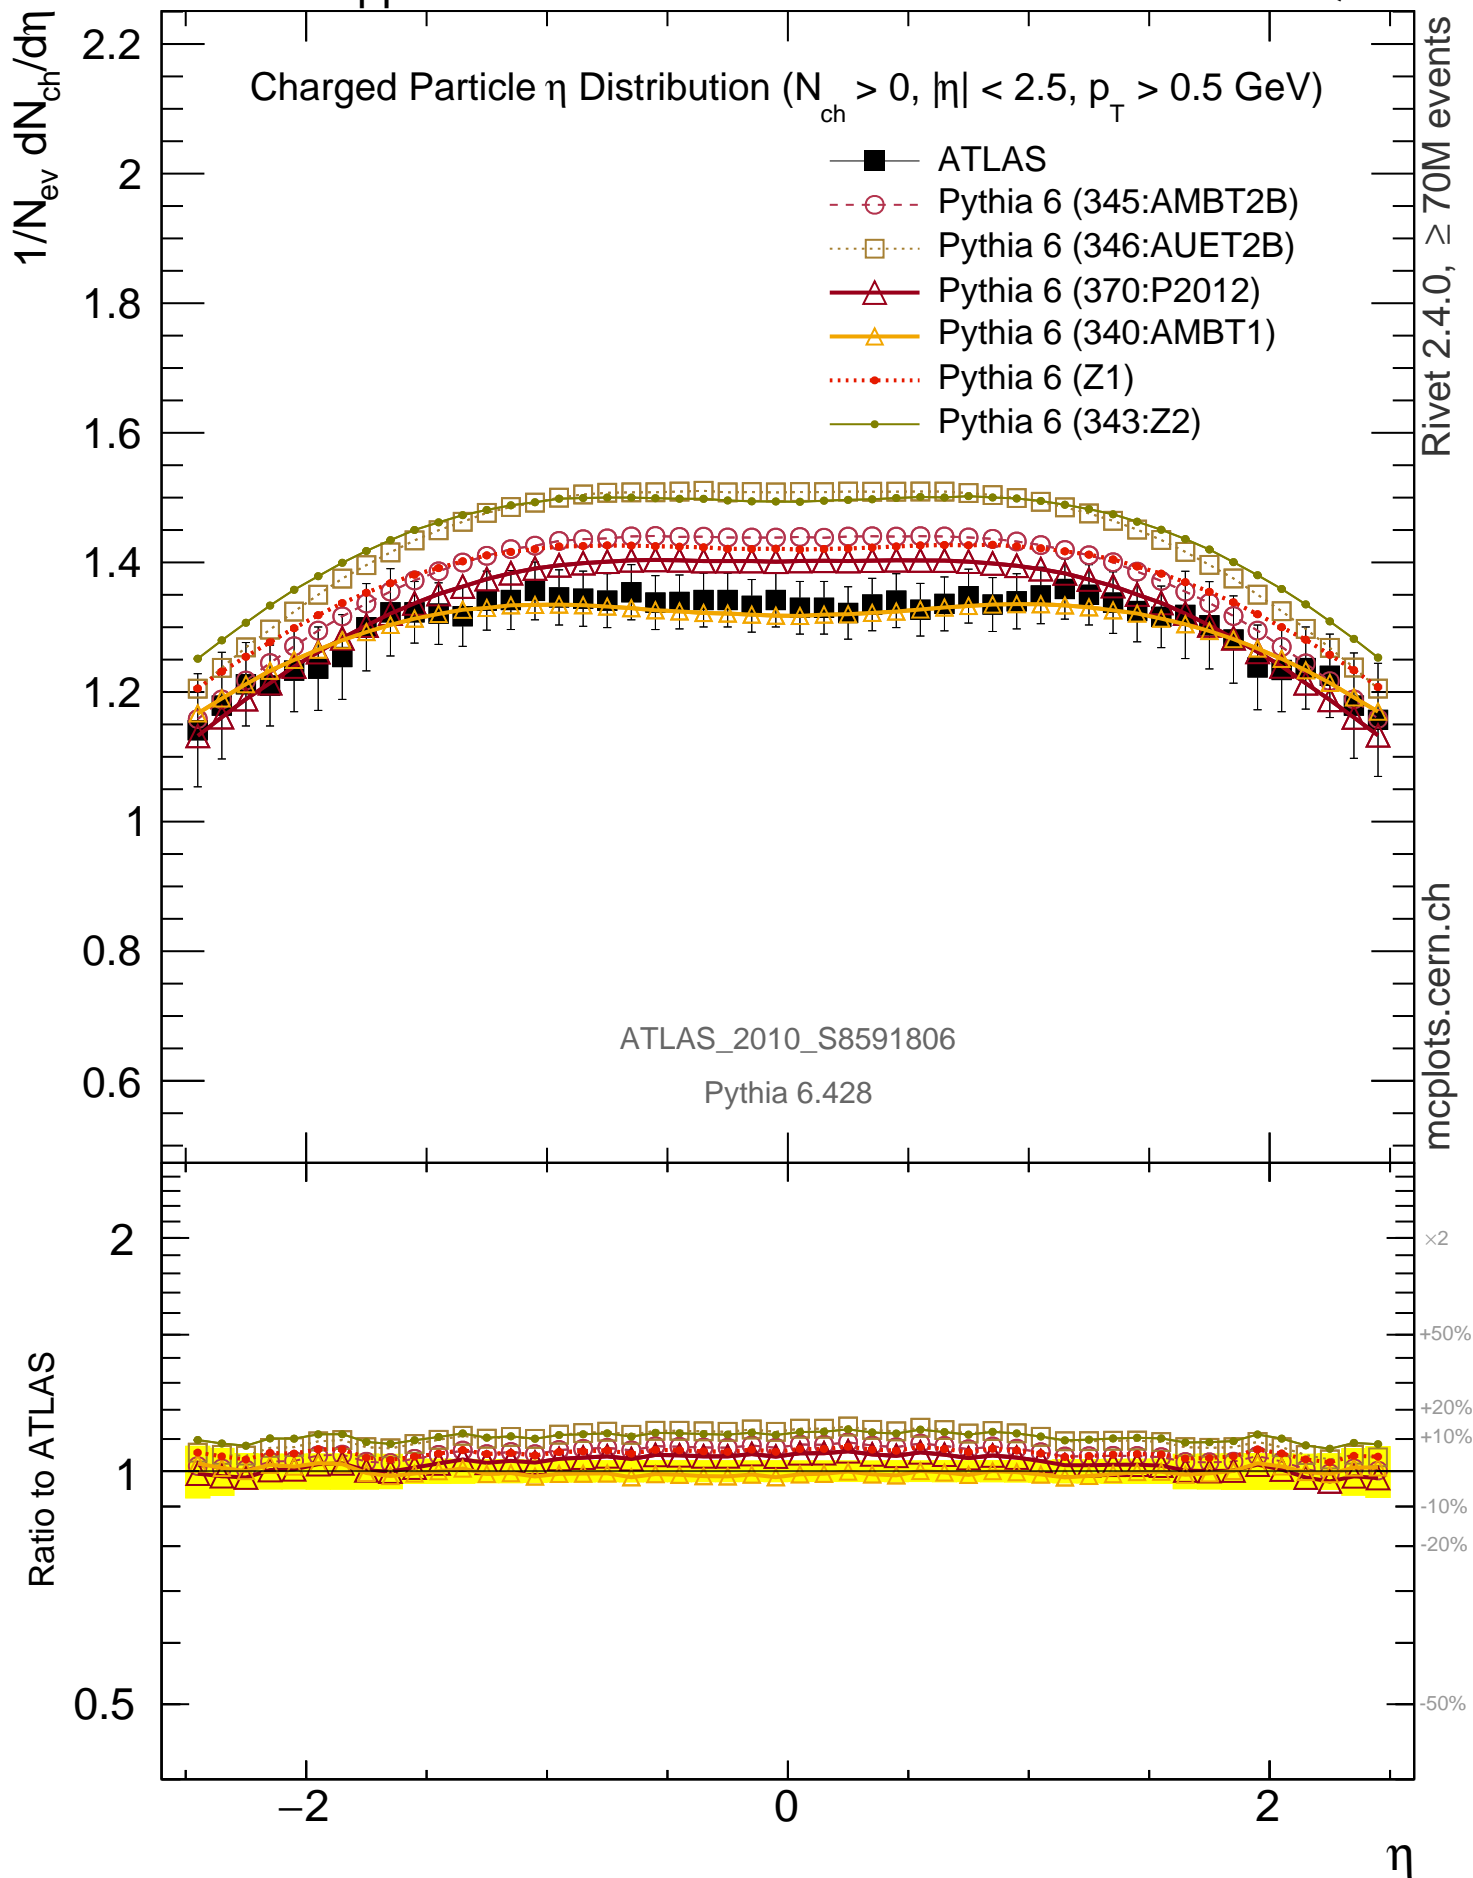 Charged Particle η Distribution (N_ch > 0, |η| < 2.5, p_T > 0.5 GeV)
1/N_ev dN_ch/dη
ATLAS
Pythia 6 (345:AMBT2B)
Pythia 6 (346:AUET2B)
Pythia 6 (370:P2012)
Pythia 6 (340:AMBT1)
Pythia 6 (Z1)
Pythia 6 (343:Z2)
2.2
2
1.8
1.6
1.4
1.2
1
0.8
0.6
ATLAS_2010_S8591806
Pythia 6.428
Rivet 2.4.0, ≥ 70M events
mcplots.cern.ch
Ratio to ATLAS
2
1
0.5
×2
+50%
+20%
+10%
-10%
-20%
-50%
−2
0
2
η